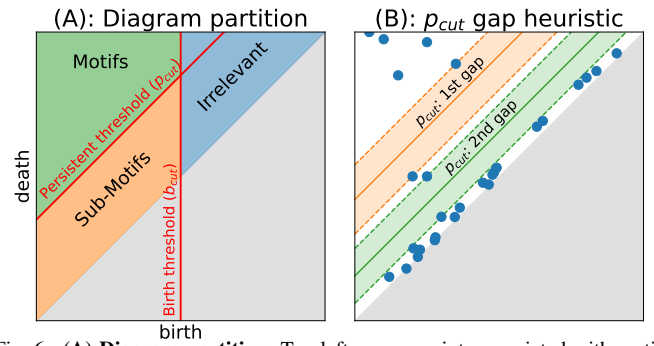 (A): Diagram partition
(B): p_cut gap heuristic
Motifs
Persistent threshold (p_cut)
Irrelevant
Sub-Motifs
Birth threshold (b_cut)
death
birth
p_cut: 1st gap
p_cut: 2nd gap